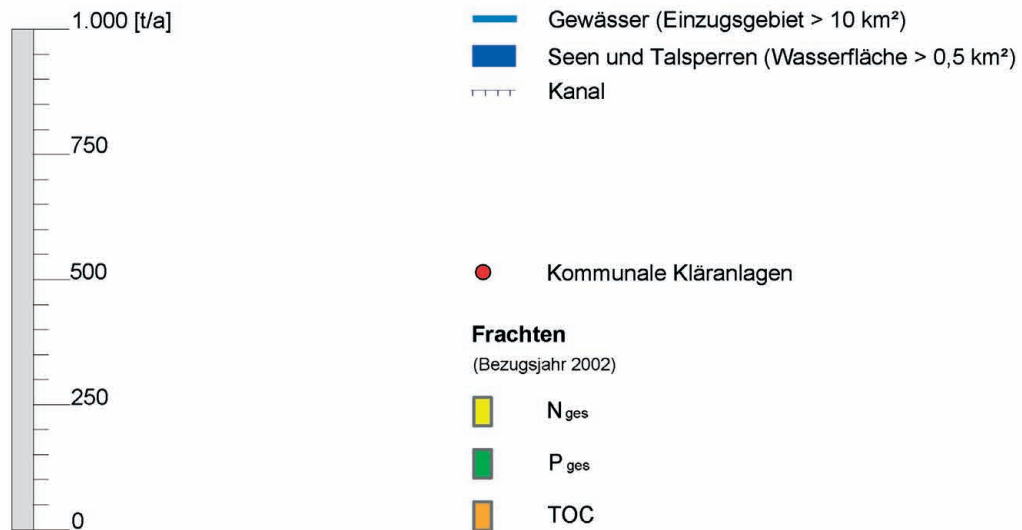 1.000 [t/a]
750
500
250
0
Gewässer (Einzugsgebiet > 10 km²)
Seen und Talsperren (Wasserfläche > 0,5 km²)
Kanal
Kommunale Kläranlagen
Frachten
(Bezugsjahr 2002)
N ges
P ges
TOC